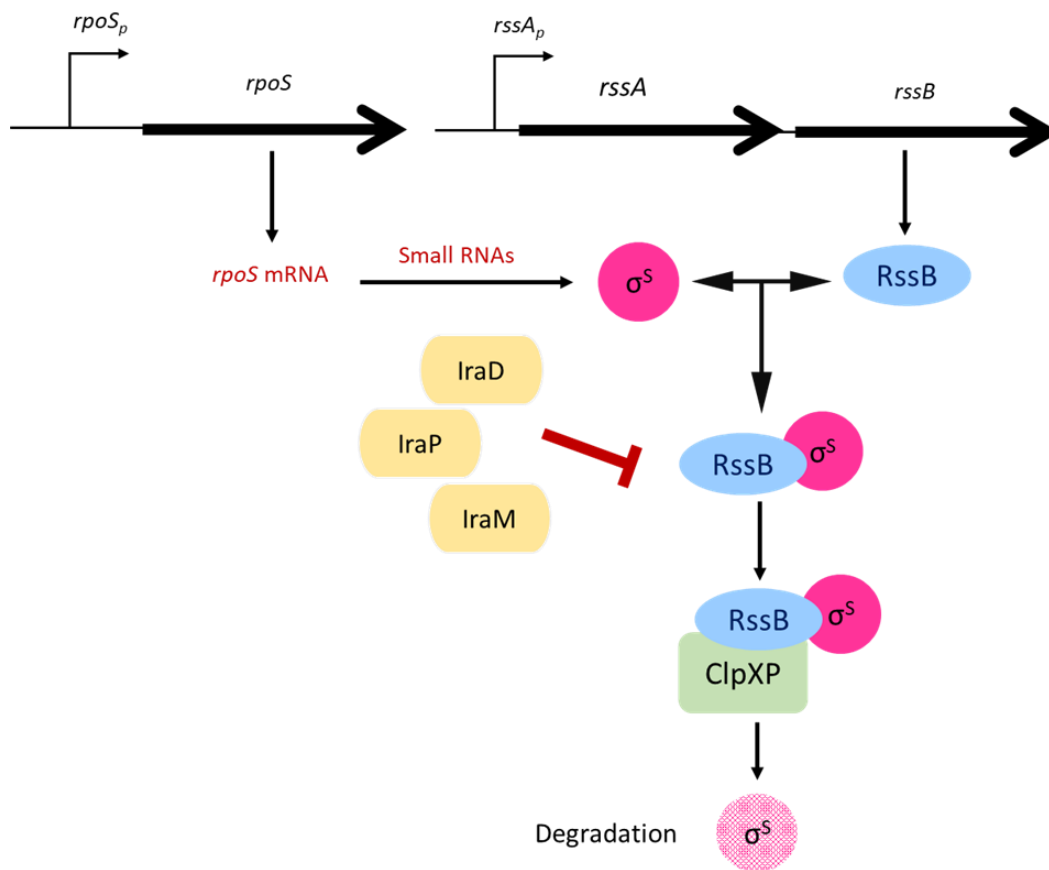 rpoSp
rssAp
rpoS
rssA
rssB
rpoS mRNA
Small RNAs
σS
RssB
IraD
IraP
IraM
RssB
σS
RssB
σS
ClpXP
Degradation
σS